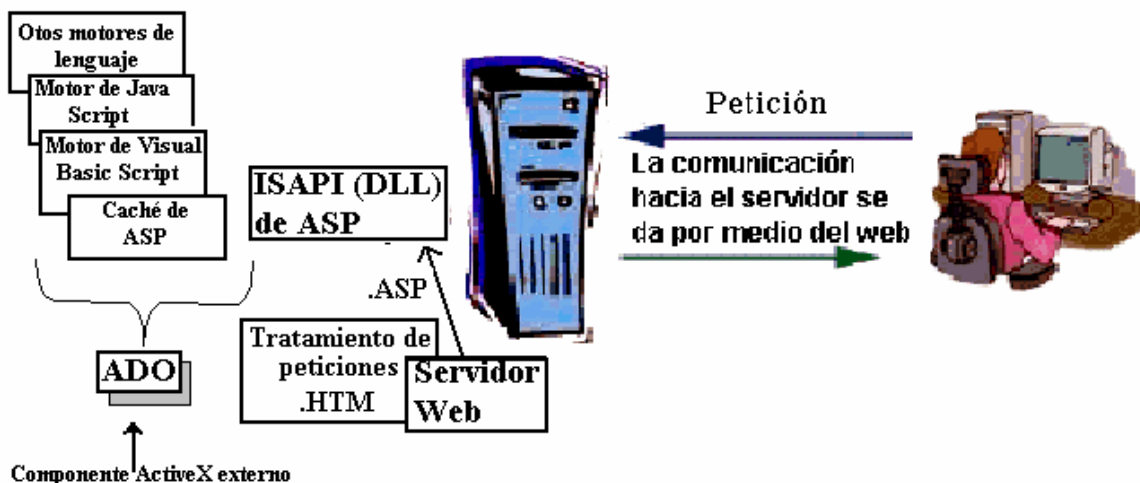 Otos motores de
lenguaje
Motor de Java
Script
Motor de Visual
Basic Script
Caché de
ASP
ISAPI (DLL)
de ASP
.ASP
Tratamiento de
peticiones
.HTM
Servidor
Web
ADO
Componente ActiveX externo
Petición
La comunicación
hacia el servidor se
da por medio del web